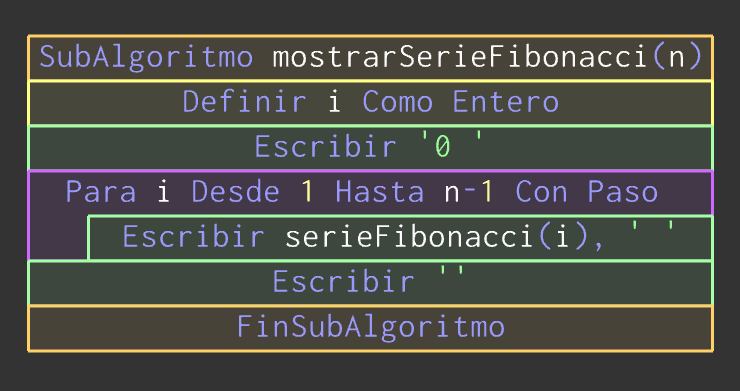 SubAlgoritmo mostrarSerieFibonacci(n)
Definir i Como Entero
Escribir '0 '
Para i Desde 1 Hasta n-1 Con Paso
Escribir serieFibonacci(i), ' '
Escribir ''
FinSubAlgoritmo